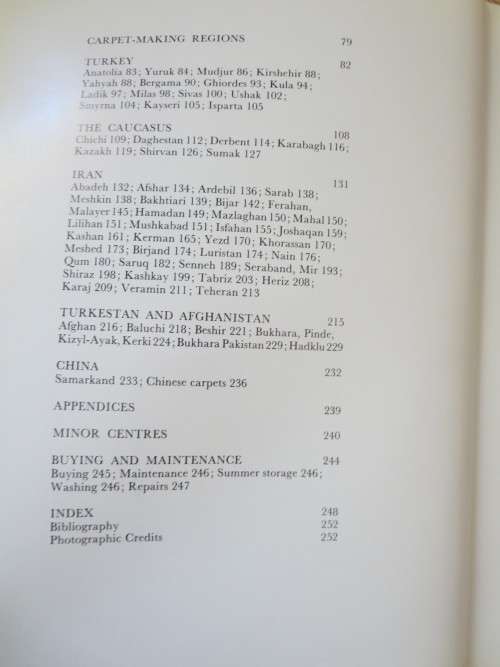 CARPET-MAKING REGIONS 79
TURKEY 82
Anatolia 83; Yuruk 84; Mudjur 86; Kirshehir 88;
Yahyah 88; Bergama 90; Ghiordes 93; Kula 94;
Ladik 97; Milas 98; Sivas 100; Ushak 102;
Smyrna 104; Kayseri 105; Isparta 105
THE CAUCASUS 108
Chichi 109; Daghestan 112; Derbent 114; Karabagh 116;
Kazakh 119; Shirvan 126; Sumak 127
IRAN 131
Abadeh 132; Afshar 134; Ardebil 136; Sarab 138;
Meshkin 138; Bakhtiari 139; Bijar 142; Ferahan,
Malayer 145; Hamadan 149; Mazlaghan 150; Mahal 150;
Lilihan 151; Mushkabad 151; Isfahan 155; Joshaqan 159;
Kashan 161; Kerman 165; Yezd 170; Khorassan 170;
Meshed 173; Birjand 174; Luristan 174; Nain 176;
Qum 180; Saruq 182; Senneh 189; Seraband, Mir 193;
Shiraz 198; Kashkay 199; Tabriz 203; Heriz 208;
Karaj 209; Veramin 211; Teheran 213
TURKESTAN AND AFGHANISTAN 215
Afghan 216; Baluchi 218; Beshir 221; Bukhara, Pinde,
Kizyl-Ayak, Kerki 224; Bukhara Pakistan 229; Hadklu 229
CHINA 232
Samarkand 233; Chinese carpets 236
APPENDICES 239
MINOR CENTRES 240
BUYING AND MAINTENANCE 244
Buying 245; Maintenance 246; Summer storage 246;
Washing 246; Repairs 247
INDEX 248
Bibliography 252
Photographic Credits 252